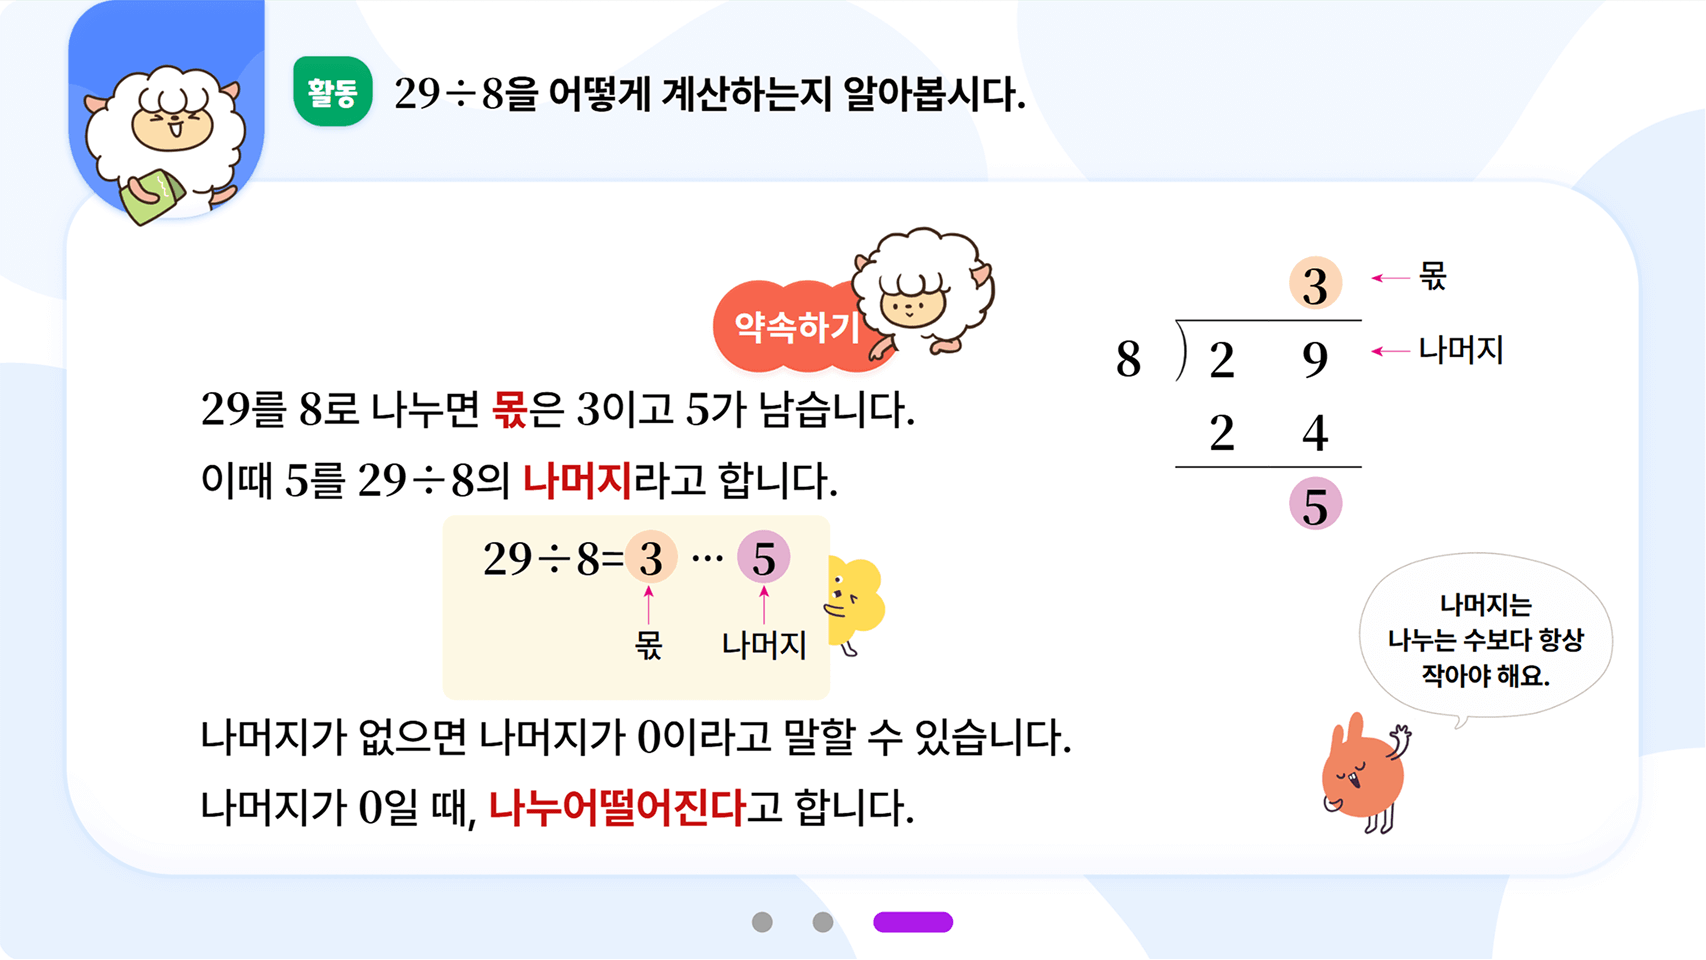 활동
29÷8을 어떻게 계산하는지 알아봅시다.
약속하기
29를 8로 나누면 몫은 3이고 5가 남습니다.
이때 5를 29÷8의 나머지라고 합니다.
29÷8=3 ··· 5
몫 나머지
나머지가 없으면 나머지가 0이라고 말할 수 있습니다.
나머지가 0일 때, 나누어떨어진다고 합니다.
3 몫
8 ) 2 9 나머지
2 4
5
나머지는
나누는 수보다 항상
작아야 해요.